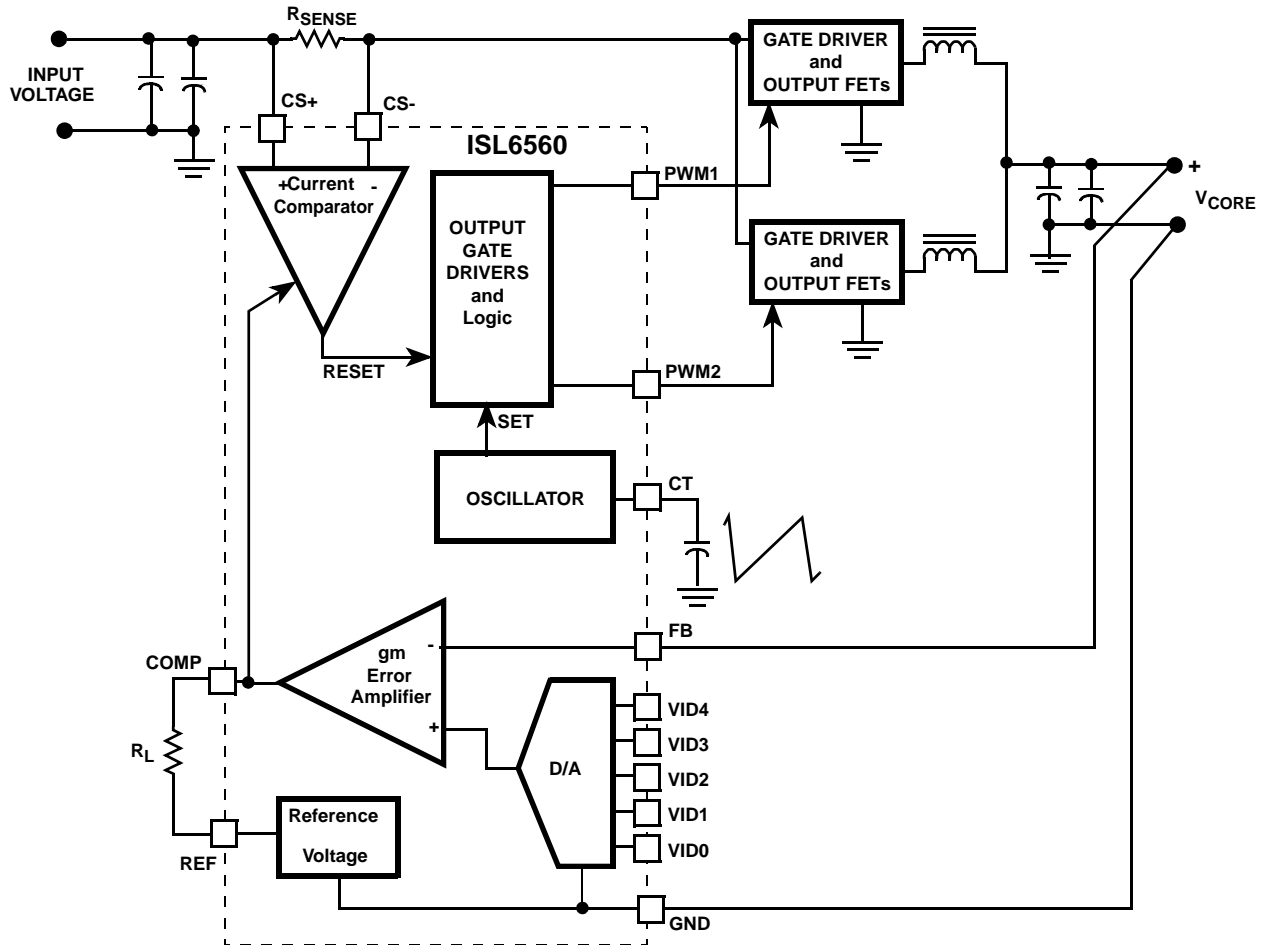 RSENSE
INPUT
VOLTAGE
CS+
CS-
ISL6560
GATE DRIVER
and
OUTPUT FETs
+Current -
Comparator
OUTPUT
GATE
DRIVERS
and
Logic
PWM1
+
VCORE
GATE DRIVER
and
OUTPUT FETs
RESET
PWM2
SET
OSCILLATOR
CT
FB
-
gm
Error
Amplifier
+
COMP
RL
D/A
VID4
VID3
VID2
VID1
VID0
Reference
Voltage
REF
GND